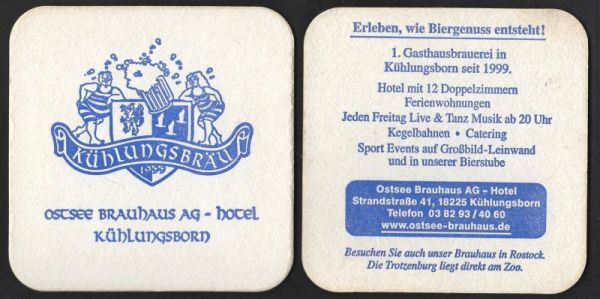 KÜHLUNGSBRÄU
1999
OSTSEE BRAUHAUS AG - HOTEL
KÜHLUNGSBORN
Erleben, wie Biergenuss entsteht!
1. Gasthausbrauerei in
Kühlungsborn seit 1999.
Hotel mit 12 Doppelzimmern
Ferienwohnungen
Jeden Freitag Live & Tanz Musik ab 20 Uhr
Kegelbahnen • Catering
Sport Events auf Großbild-Leinwand
und in unserer Bierstube
Ostsee Brauhaus AG – Hotel
Strandstraße 41, 18225 Kühlungsborn
Telefon 03 82 93 / 40 60
www.ostsee-brauhaus.de
Besuchen Sie auch unser Brauhaus in Rostock.
Die Trotzenburg liegt direkt am Zoo.